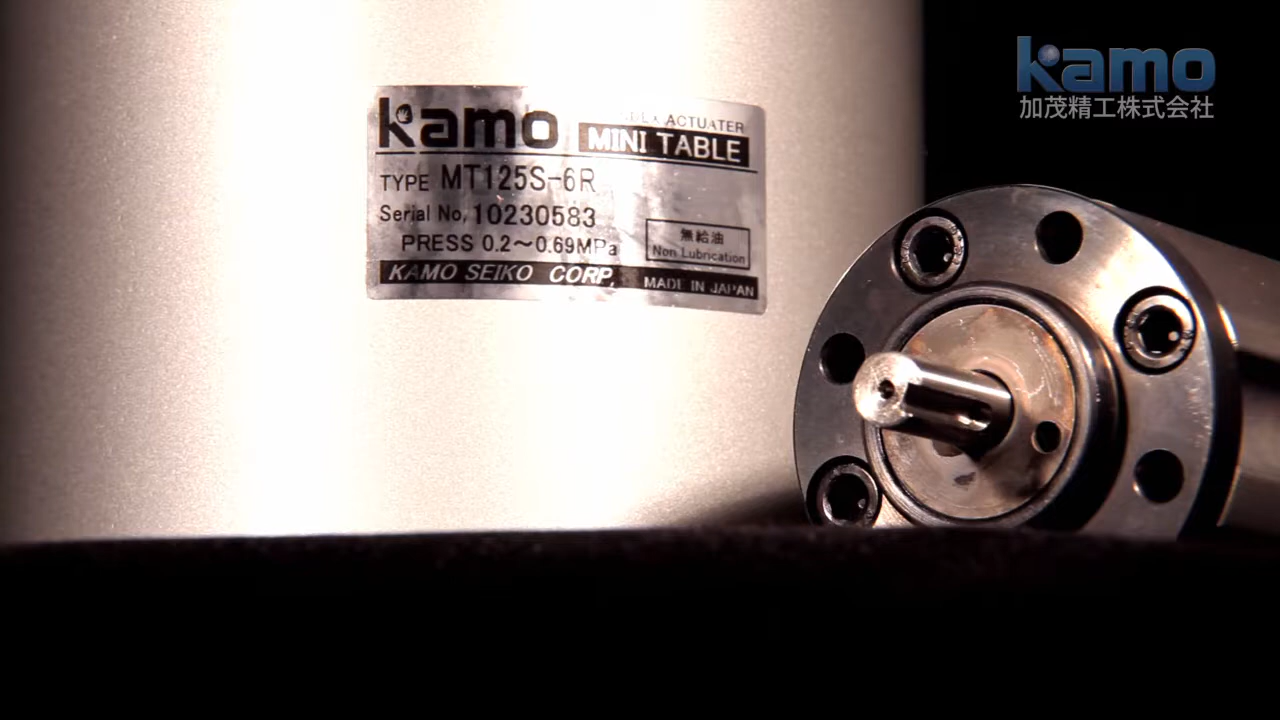 kamo
加茂精工株式会社
kamo
ACTUATER
MINI TABLE
TYPE MT125S-6R
Serial No, 10230583
PRESS 0.2～0.69MPa
無給油
Non Lubrication
KAMO SEIKO CORP.
MADE IN JAPAN